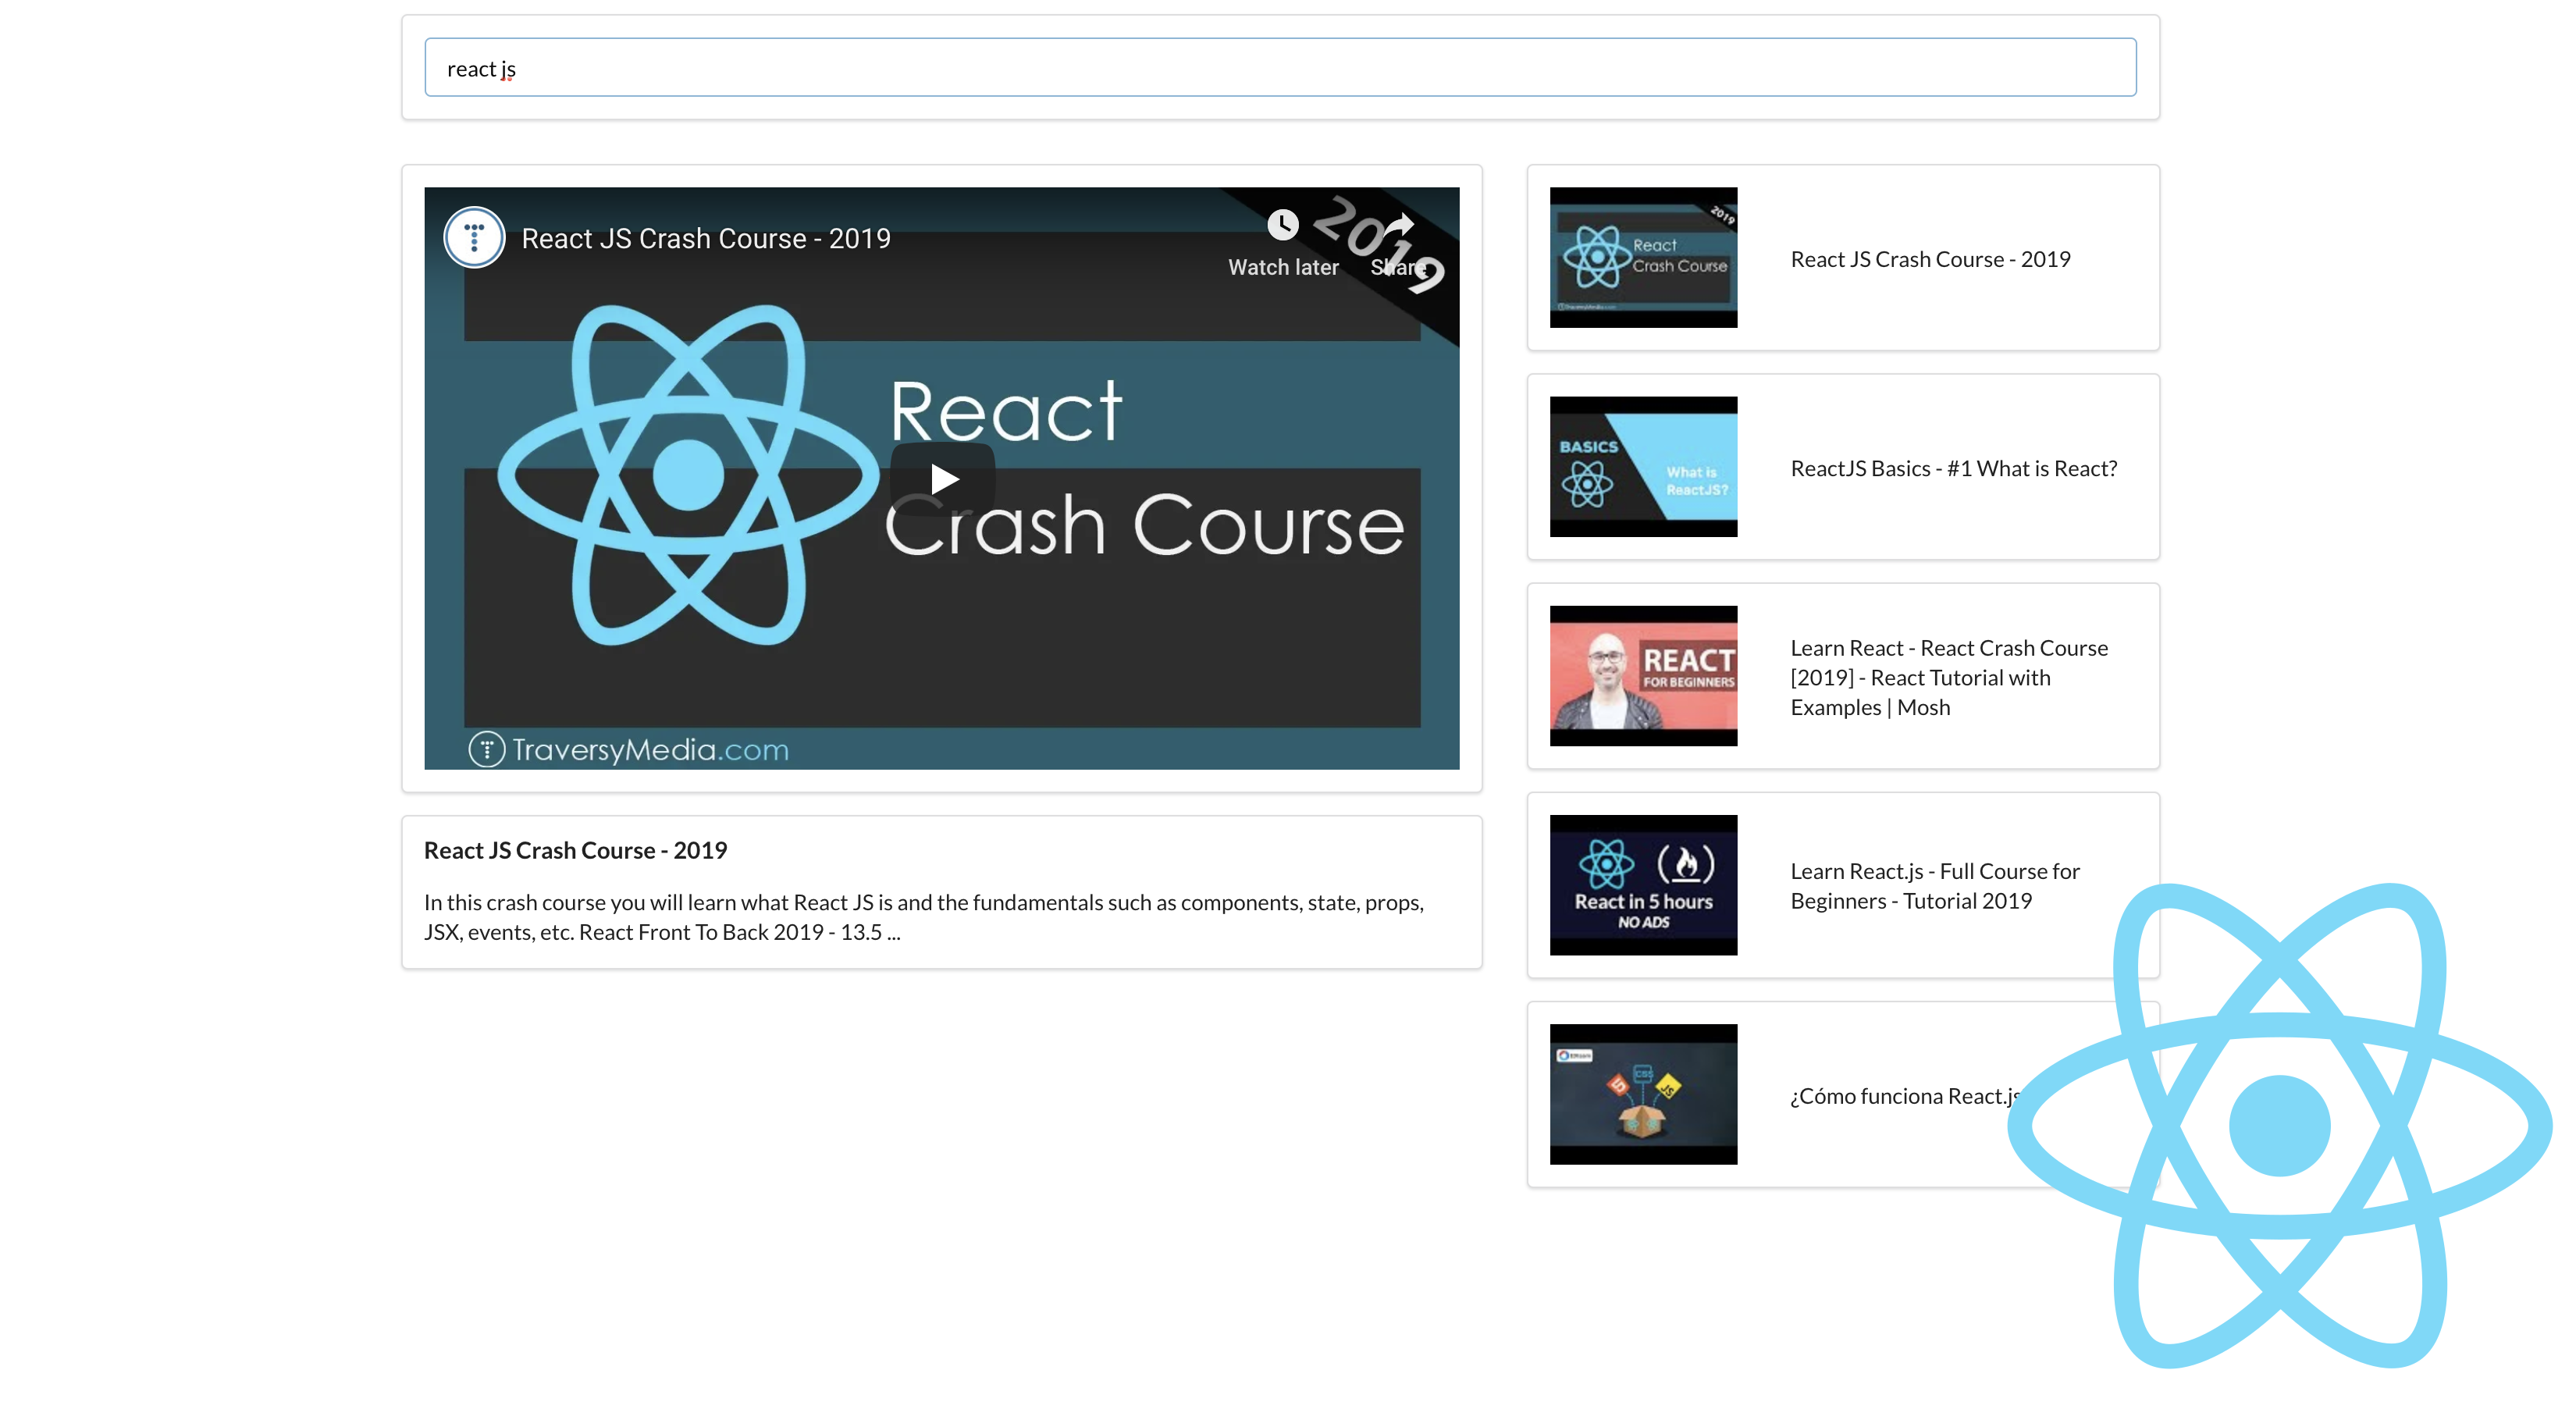 react js
React JS Crash Course - 2019
Watch later
Share
2019
React
Crash Course
TraversyMedia.com
React JS Crash Course - 2019
In this crash course you will learn what React JS is and the fundamentals such as components, state, props,
JSX, events, etc. React Front To Back 2019 - 13.5 ...
2019
React
Crash Course
React JS Crash Course - 2019
BASICS
What is
ReactJS?
ReactJS Basics - #1 What is React?
REACT
FOR BEGINNERS
Learn React - React Crash Course
[2019] - React Tutorial with
Examples | Mosh
React in 5 hours
NO ADS
Learn React.js - Full Course for
Beginners - Tutorial 2019
CSS
JS
¿Cómo funciona React.js